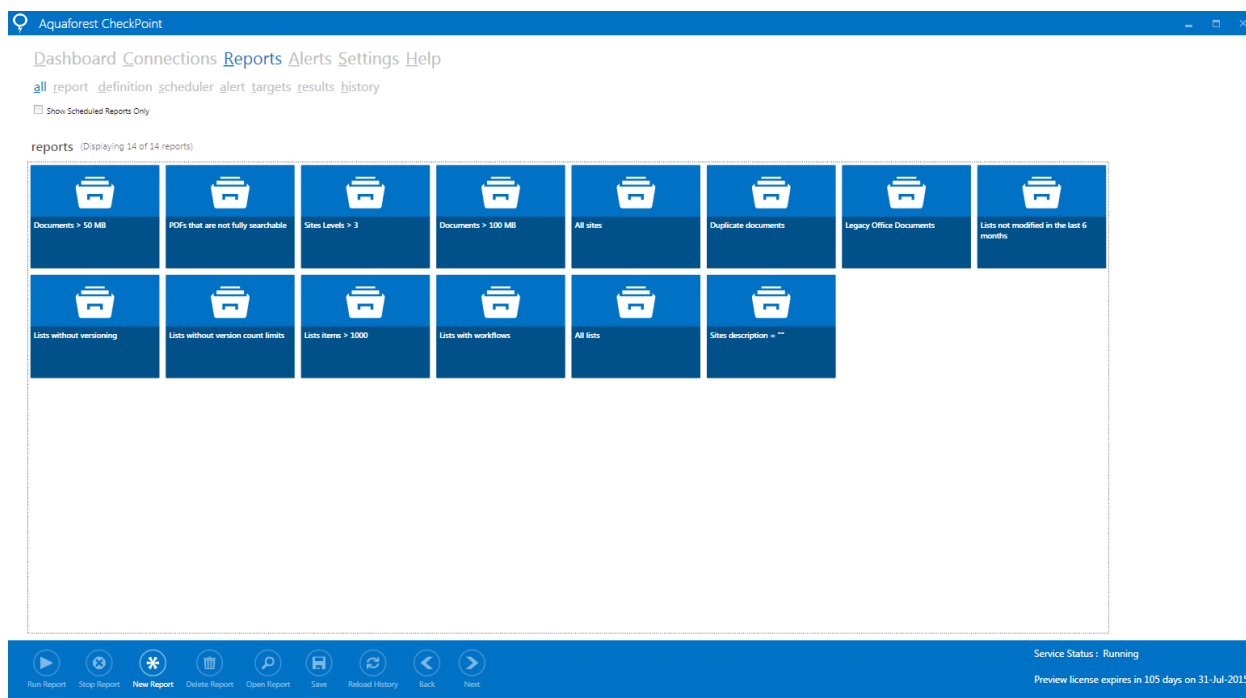 Aquaforest CheckPoint
Dashboard Connections Reports Alerts Settings Help
all report definition scheduler alert targets results history
Show Scheduled Reports Only
reports (Displaying 14 of 14 reports)
Documents > 50 MB
PDFs that are not fully searchable
Sites Levels > 3
Documents > 100 MB
All sites
Duplicate documents
Legacy Office Documents
Lists not modified in the last 6
months
Lists without versioning
Lists without version count limits
Lists items > 1000
Lists with workflows
All lists
Sites description = ""
Run Report Stop Report New Report Delete Report Open Report Save Reload History Back Next
Service Status : Running
Preview license expires in 105 days on 31-Jul-2015